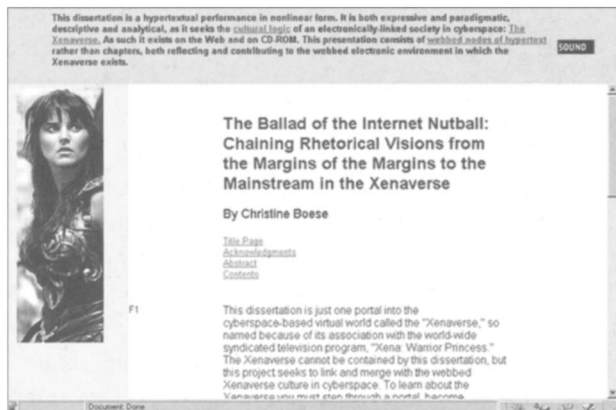 This dissertation is a hypertextual performance in nonlinear form. It is both expressive and paradigmatic,
descriptive and analytical, as it seeks the cultural logic of an electronically-linked society in cyberspace: The
Xenaverse. As such it exists on the Web and on CD-ROM. This presentation consists of webbed nodes of hypertext
rather than chapters, both reflecting and contributing to the webbed electronic environment in which the
Xenaverse exists.
SOUND
The Ballad of the Internet Nutball:
Chaining Rhetorical Visions from
the Margins of the Margins to the
Mainstream in the Xenaverse
By Christine Boese
Title Page
Acknowledgments
Abstract
Contents
F1
This dissertation is just one portal into the
cyberspace-based virtual world called the "Xenaverse," so
named because of its association with the world-wide
syndicated television program, "Xena: Warrior Princess."
The Xenaverse cannot be contained by this dissertation, but
this project seeks to link and merge with the webbed
Xenaverse culture in cyberspace. To learn about the
Xenaverse you must step through a portal, become
Document: Done